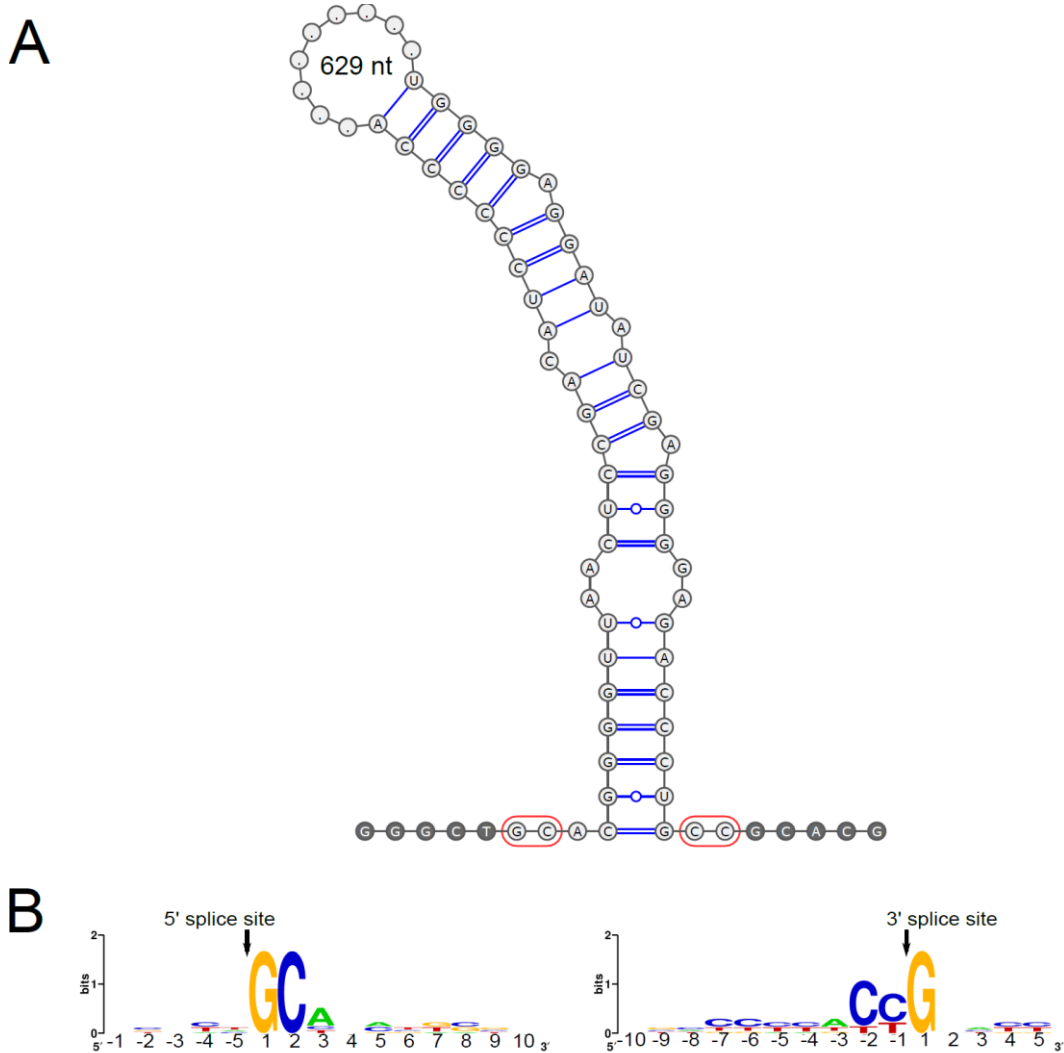 A
629 nt
U G G G G A G G A U A U C G A G G G G A G A C C C U
A C C C C C C U A C A G C C U C A A U U G G G G
G G G C T G C A C G C C G C A C G
B
5' splice site
3' splice site
2
bits
1
0
GCA
5' -1 -2 -3 -4 -5 1 2 3 4 5 6 7 8 9 10 3'
2
bits
1
0
CCG
5' -10 -9 -8 -7 -6 -5 -4 -3 -2 -1 1 2 3 4 5 3'